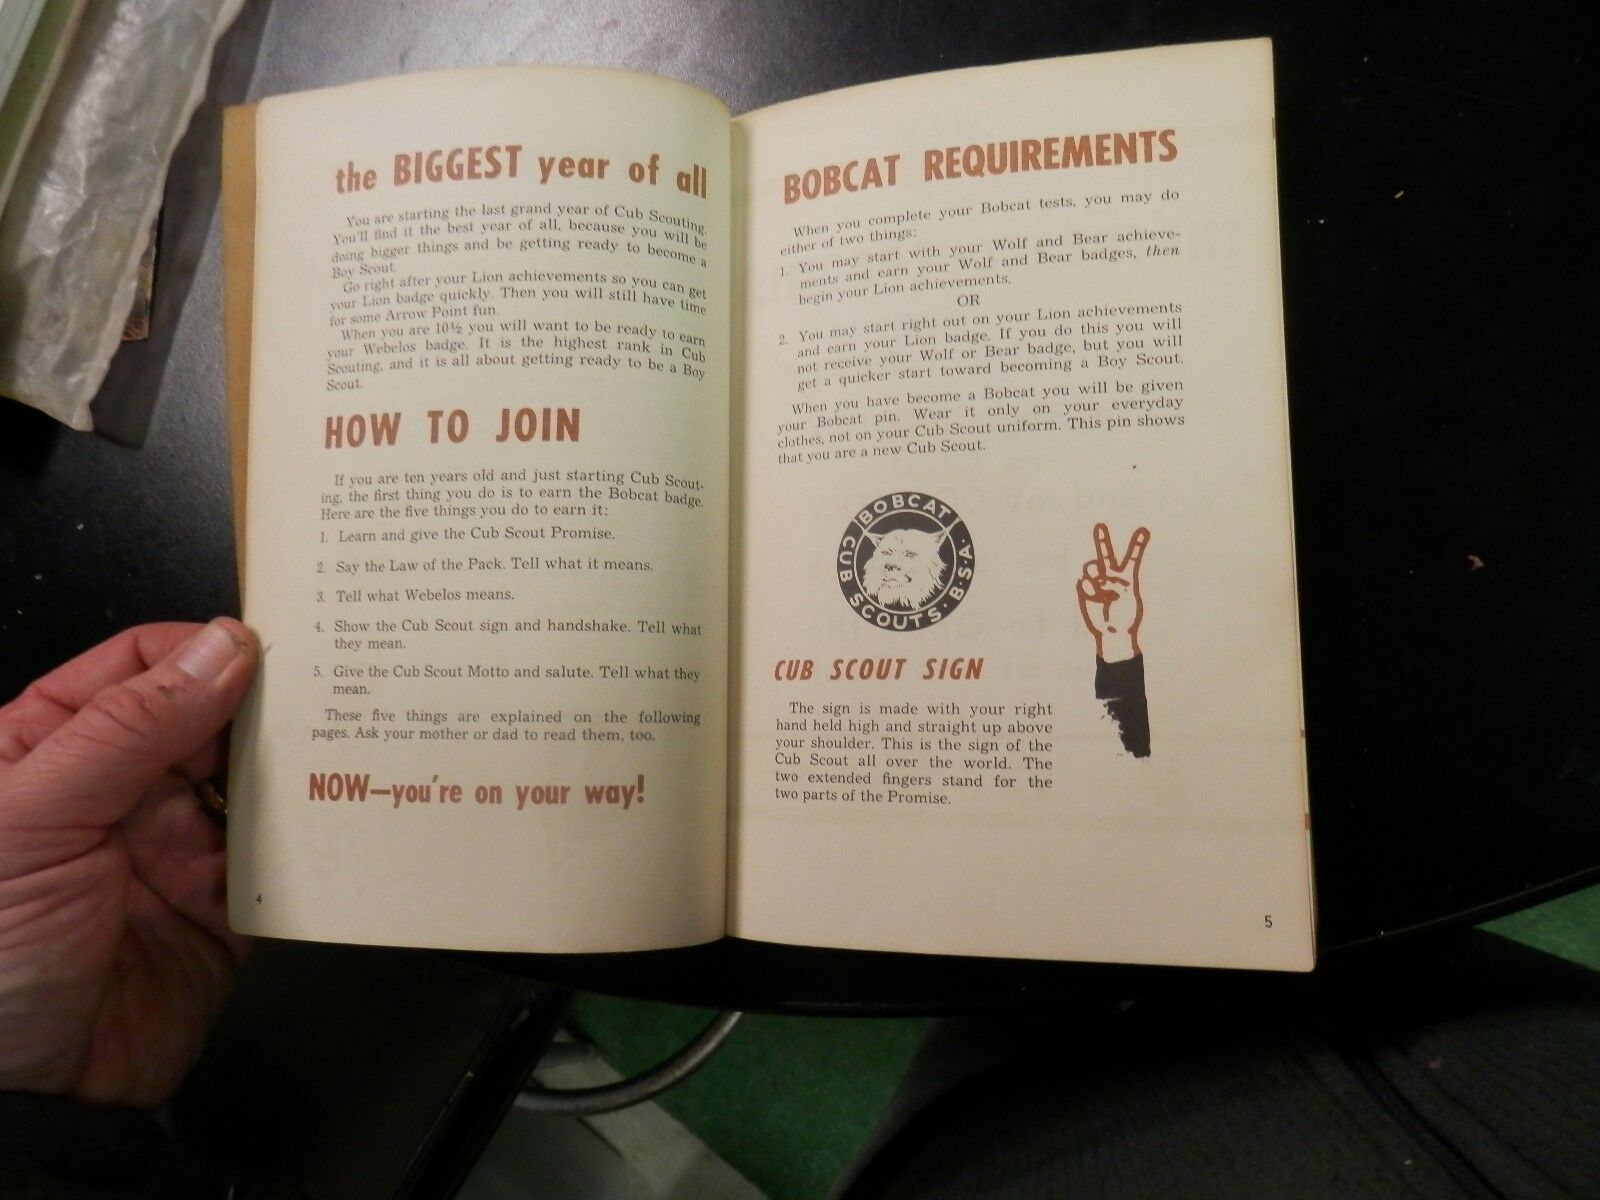 the BIGGEST year of all
You are starting the last grand year of Cub Scouting.
You'll find it the best year of all, because you will be
doing bigger things and be getting ready to become a
Boy Scout.
Go right after your Lion achievements so you can get
your Lion badge quickly. Then you will still have time
for some Arrow Point fun.
When you are 10½ you will want to be ready to earn
your Webelos badge. It is the highest rank in Cub
Scouting, and it is all about getting ready to be a Boy
Scout.
HOW TO JOIN
If you are ten years old and just starting Cub Scout-
ing, the first thing you do is to earn the Bobcat badge.
Here are the five things you do to earn it:
1. Learn and give the Cub Scout Promise.
2. Say the Law of the Pack. Tell what it means.
3. Tell what Webelos means.
4. Show the Cub Scout sign and handshake. Tell what
they mean.
5. Give the Cub Scout Motto and salute. Tell what they
mean.
These five things are explained on the following
pages. Ask your mother or dad to read them, too.
NOW—you're on your way!
4
BOBCAT REQUIREMENTS
When you complete your Bobcat tests, you may do
either of two things:
1. You may start with your Wolf and Bear achieve-
ments and earn your Wolf and Bear badges, then
begin your Lion achievements.
OR
2. You may start right out on your Lion achievements
and earn your Lion badge. If you do this you will
not receive your Wolf or Bear badge, but you will
get a quicker start toward becoming a Boy Scout.
When you have become a Bobcat you will be given
your Bobcat pin. Wear it only on your everyday
clothes, not on your Cub Scout uniform. This pin shows
that you are a new Cub Scout.
BOBCAT
CUB SCOUTS · B·S·A·
CUB SCOUT SIGN
The sign is made with your right
hand held high and straight up above
your shoulder. This is the sign of the
Cub Scout all over the world. The
two extended fingers stand for the
two parts of the Promise.
5